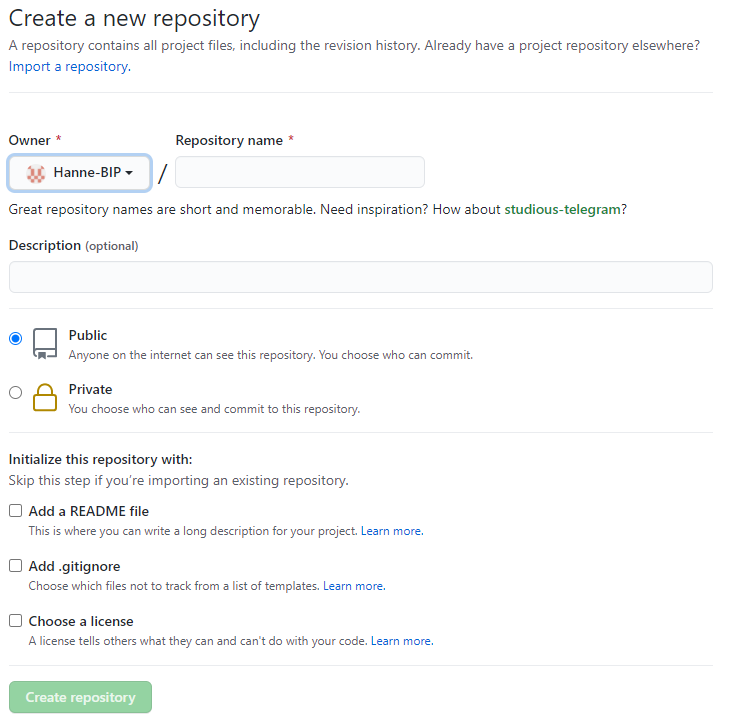 Create a new repository
A repository contains all project files, including the revision history. Already have a project repository elsewhere?
Import a repository.
Owner *
Repository name *
Hanne-BIP
/
Great repository names are short and memorable. Need inspiration? How about studious-telegram?
Description (optional)
Public
Anyone on the internet can see this repository. You choose who can commit.
Private
You choose who can see and commit to this repository.
Initialize this repository with:
Skip this step if you’re importing an existing repository.
Add a README file
This is where you can write a long description for your project. Learn more.
Add .gitignore
Choose which files not to track from a list of templates. Learn more.
Choose a license
A license tells others what they can and can't do with your code. Learn more.
Create repository